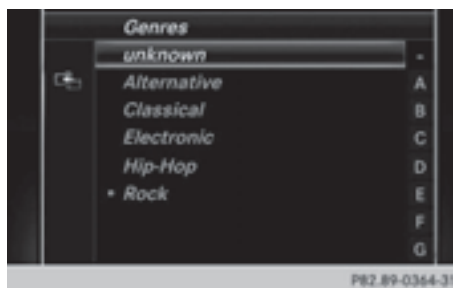 Genres
unknown
-
Alternative
A
Classical
B
Electronic
C
Hip-Hop
D
• Rock
E
F
G
P82.89-0364-31